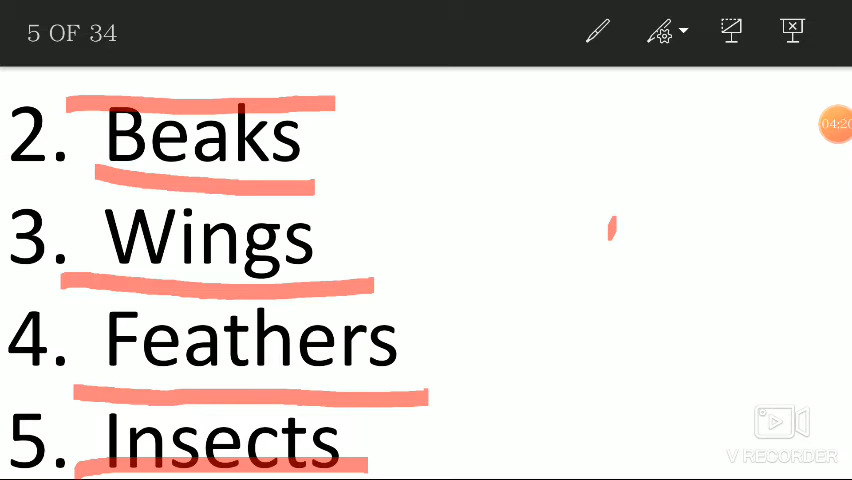 5 OF 34
2. Beaks
04:20
3. Wings
4. Feathers
5. Insects
V RECORDER